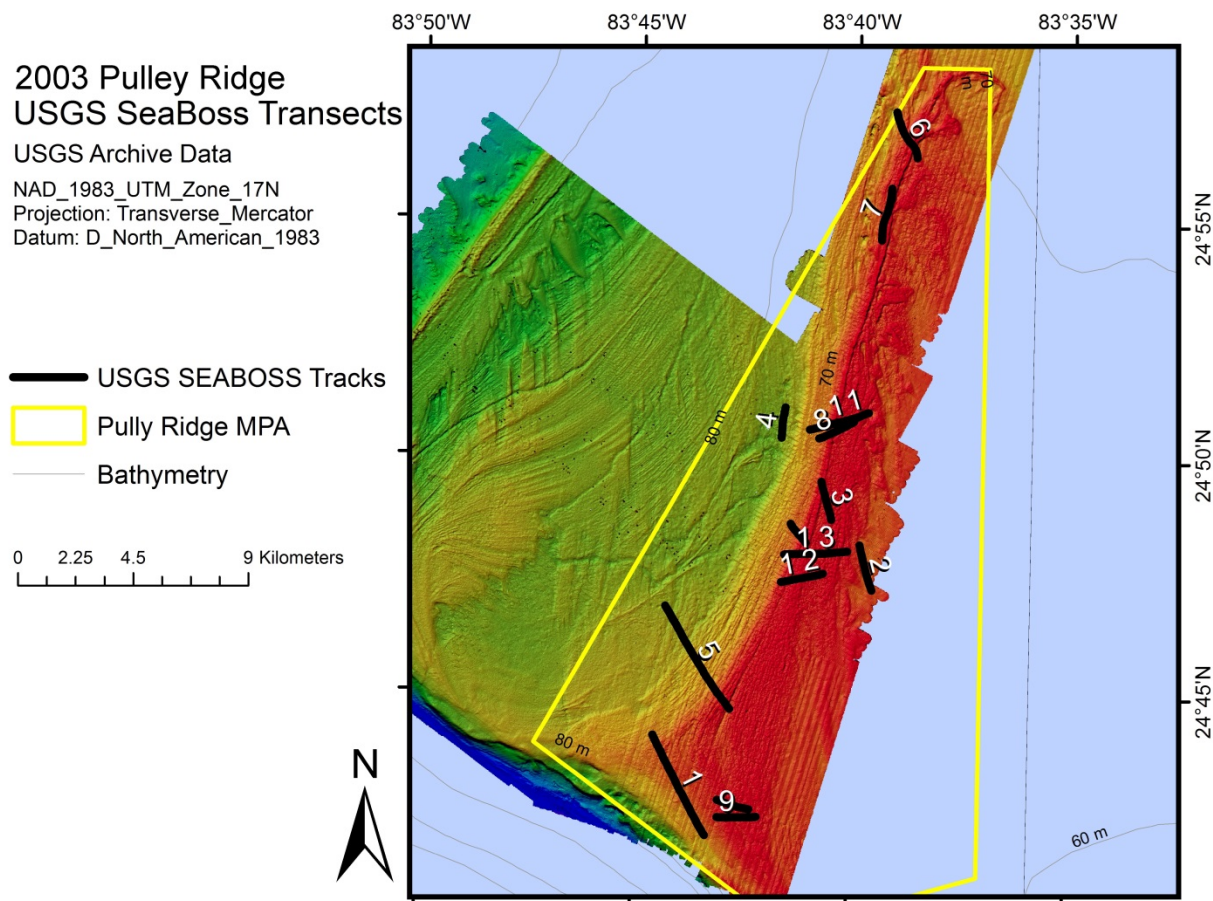 83°50'W 83°45'W 83°40'W 83°35'W
2003 Pulley Ridge
USGS SeaBoss Transects
USGS Archive Data
NAD_1983_UTM_Zone_17N
Projection: Transverse_Mercator
Datum: D_North_American_1983
USGS SEABOSS Tracks
Pully Ridge MPA
Bathymetry
0 2.25 4.5 9 Kilometers
N
70 m
6
7
24°55'N
70 m
4
80 m
8 11
24°50'N
3
13
12
2
5
24°45'N
80 m
1
9
60 m